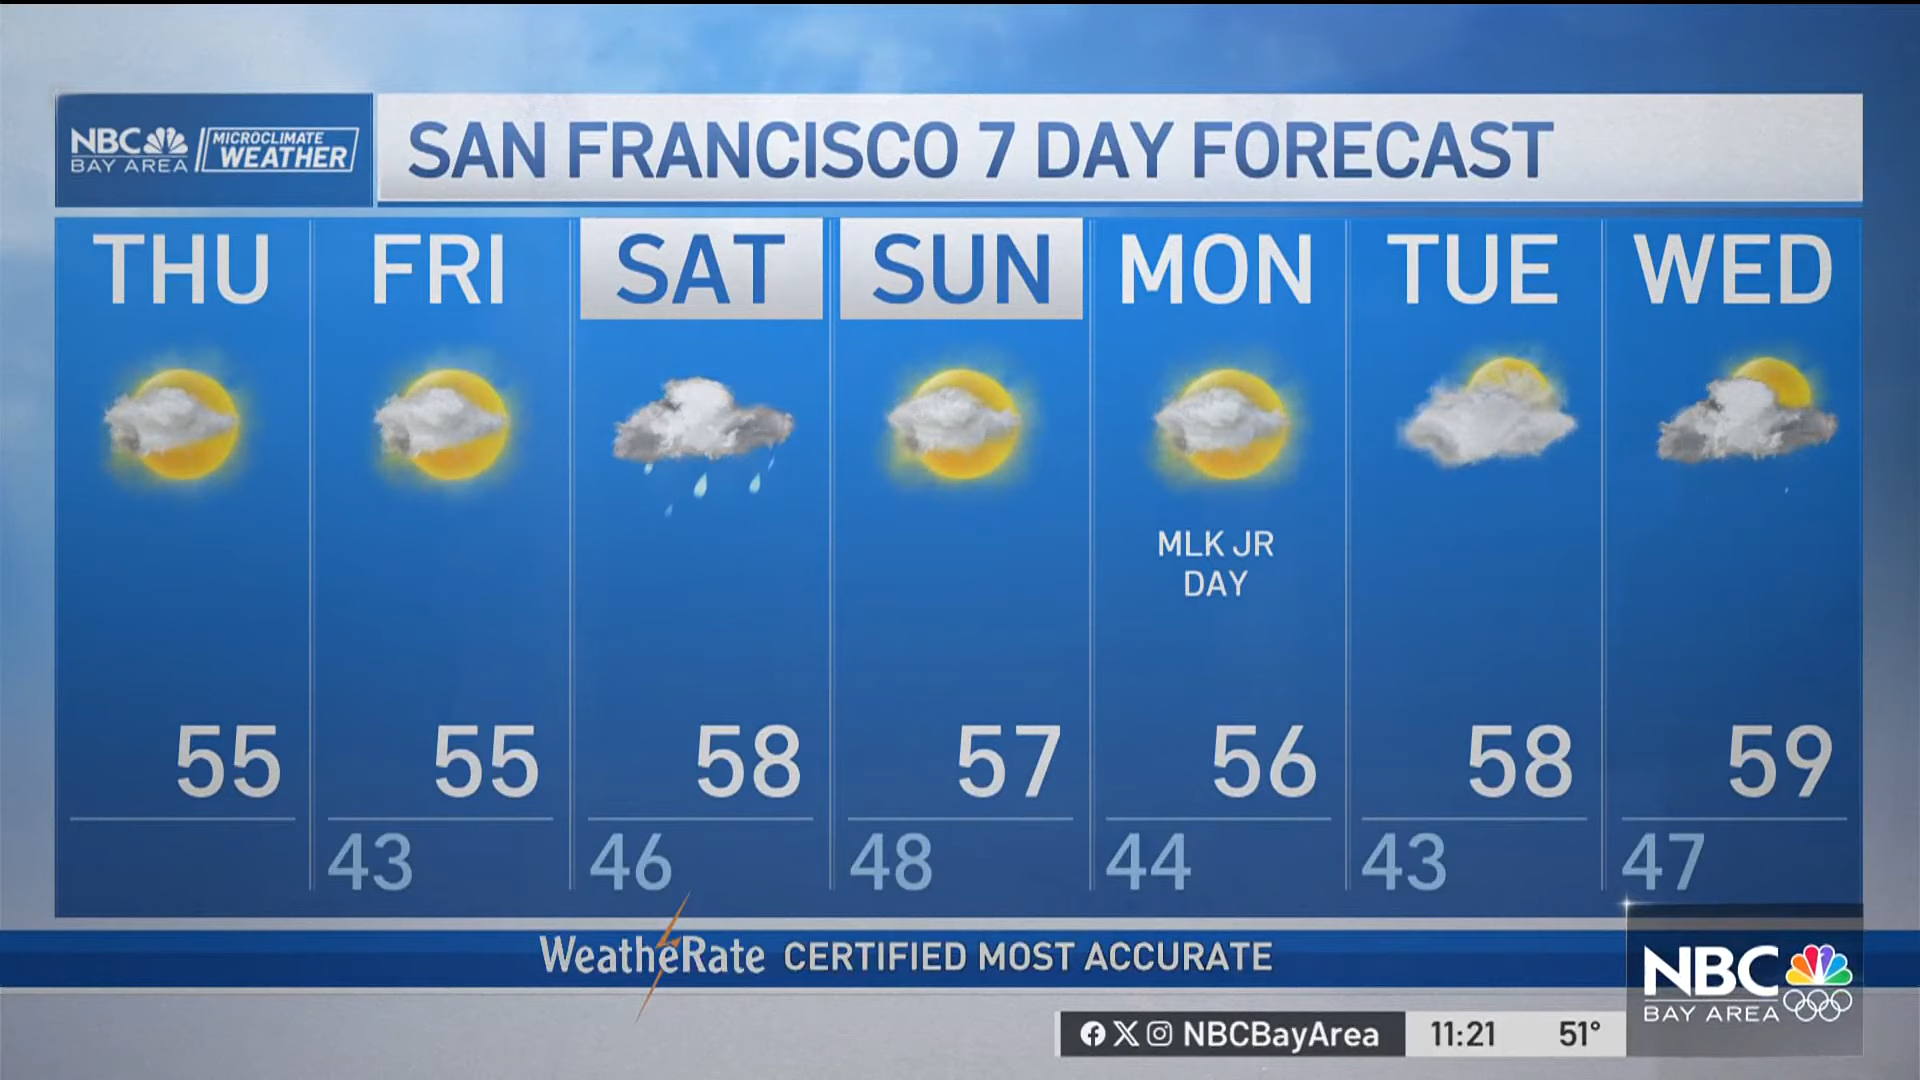 NBC BAY AREA
MICROCLIMATE WEATHER
SAN FRANCISCO 7 DAY FORECAST
THU FRI SAT SUN MON TUE WED
MLK JR
DAY
55 55 58 57 56 58 59
43 46 48 44 43 47
WeatheRate CERTIFIED MOST ACCURATE
NBC
BAY AREA
NBCBayArea 11:21 51°